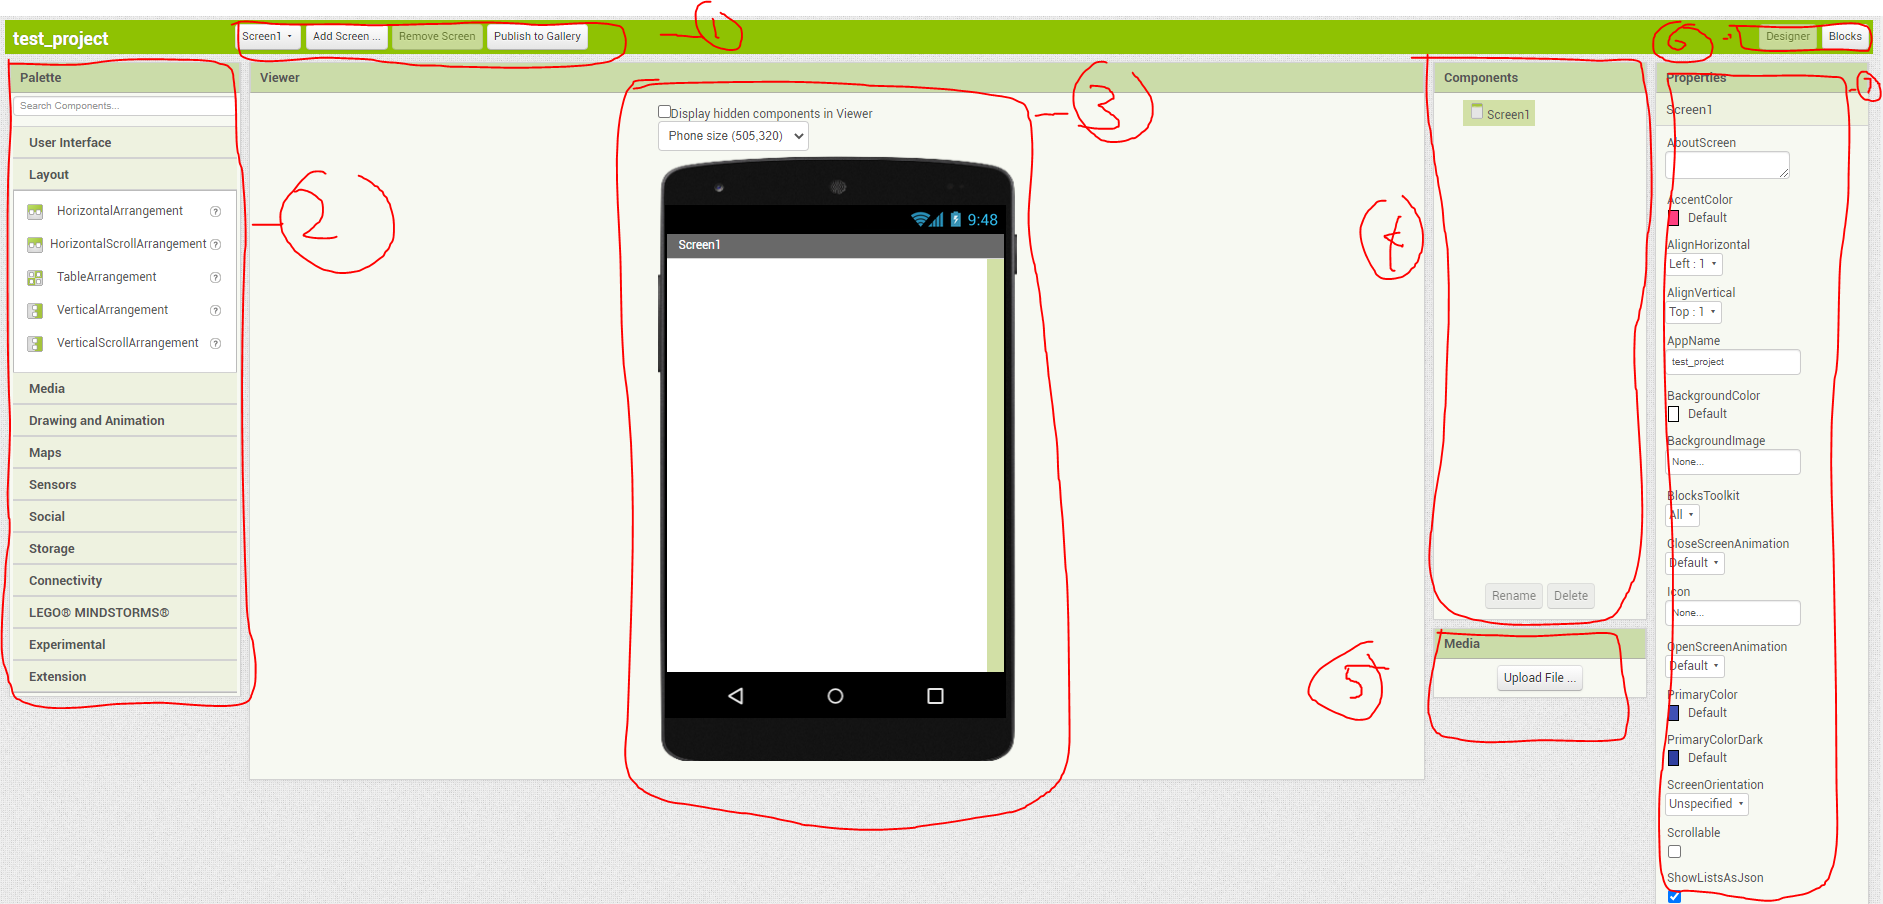 test_project
Screen1
Add Screen ...
Remove Screen
Publish to Gallery
1
6
Designer
Blocks
Palette
Search Components...
User Interface
Layout
HorizontalArrangement ?
HorizontalScrollArrangement ?
TableArrangement ?
VerticalArrangement ?
VerticalScrollArrangement ?
Media
Drawing and Animation
Maps
Sensors
Social
Storage
Connectivity
LEGO® MINDSTORMS®
Experimental
Extension
2
Viewer
Display hidden components in Viewer
Phone size (505,320)
9:48
Screen1
3
Components
Screen1
Rename
Delete
4
Media
Upload File ...
5
Properties
7
Screen1
AboutScreen
AccentColor
Default
AlignHorizontal
Left : 1
AlignVertical
Top : 1
AppName
test_project
BackgroundColor
Default
BackgroundImage
None...
BlocksToolkit
All
CloseScreenAnimation
Default
Icon
None...
OpenScreenAnimation
Default
PrimaryColor
Default
PrimaryColorDark
Default
ScreenOrientation
Unspecified
Scrollable
ShowListsAsJson